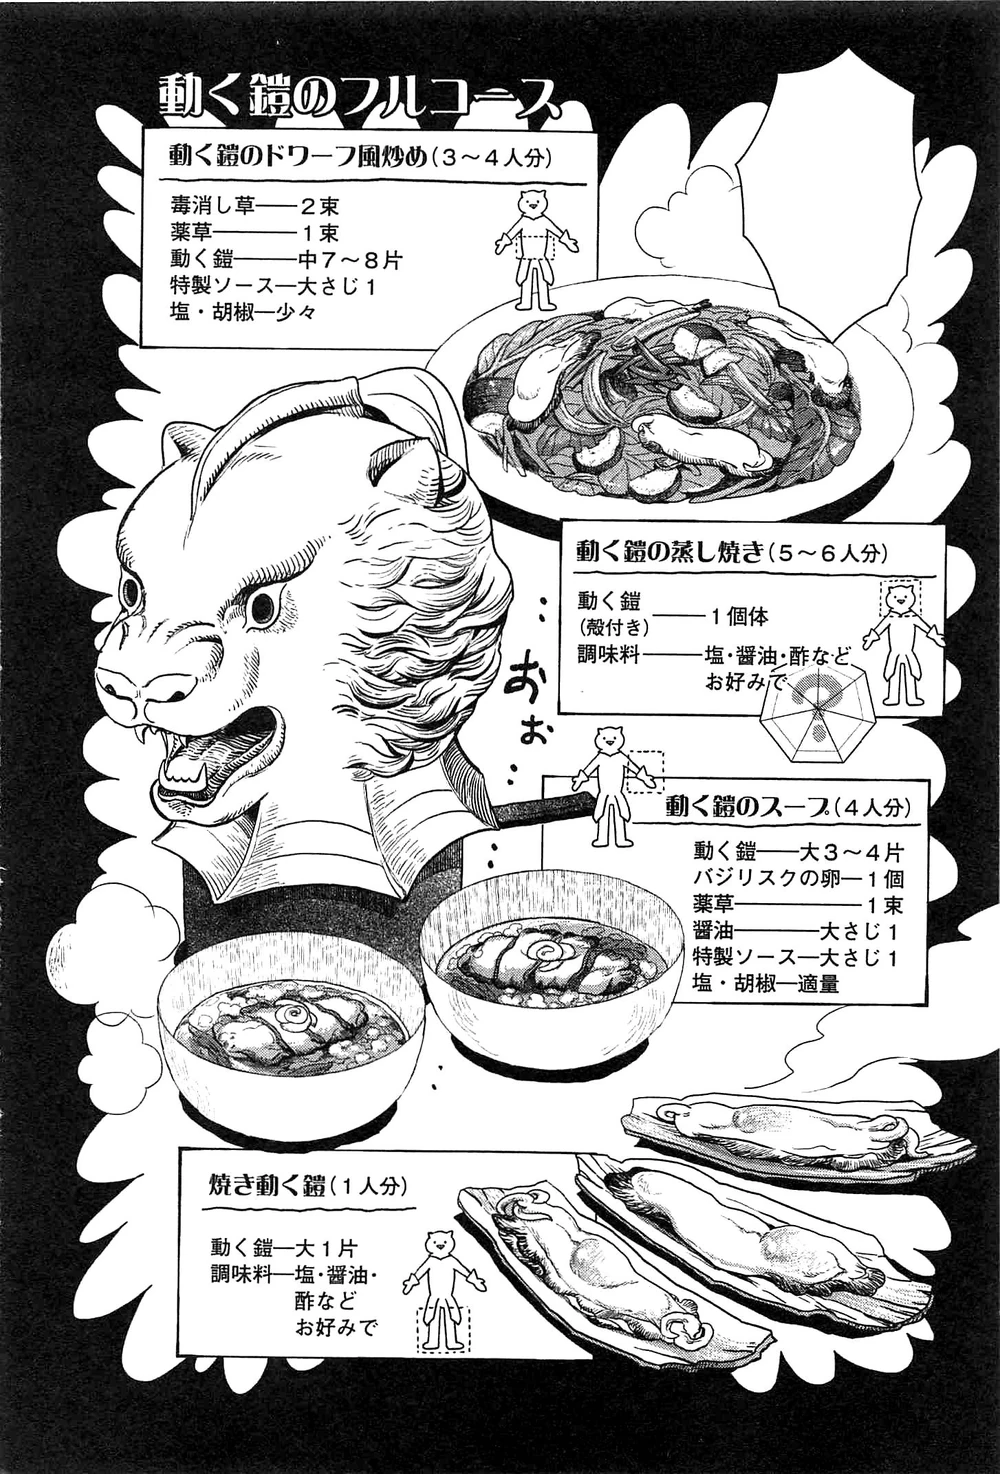 動く鎧のフルコース
動く鎧のドワーフ風炒め(3〜4人分)
毒消し草――2束
薬草―――1束
動く鎧―――中7〜8片
特製ソース―大さじ1
塩・胡椒―少々
動く鎧の蒸し焼き(5〜6人分)
動く鎧
(殻付き)――1個体
調味料―――塩・醤油・酢など
お好みで
おぉ
動く鎧のスープ(4人分)
動く鎧――大3〜4片
バジリスクの卵―1個
薬草――――――1束
醤油――――大さじ1
特製ソース―大さじ1
塩・胡椒―適量
焼き動く鎧(1人分)
動く鎧―大1片
調味料―塩・醤油・
酢など
お好みで